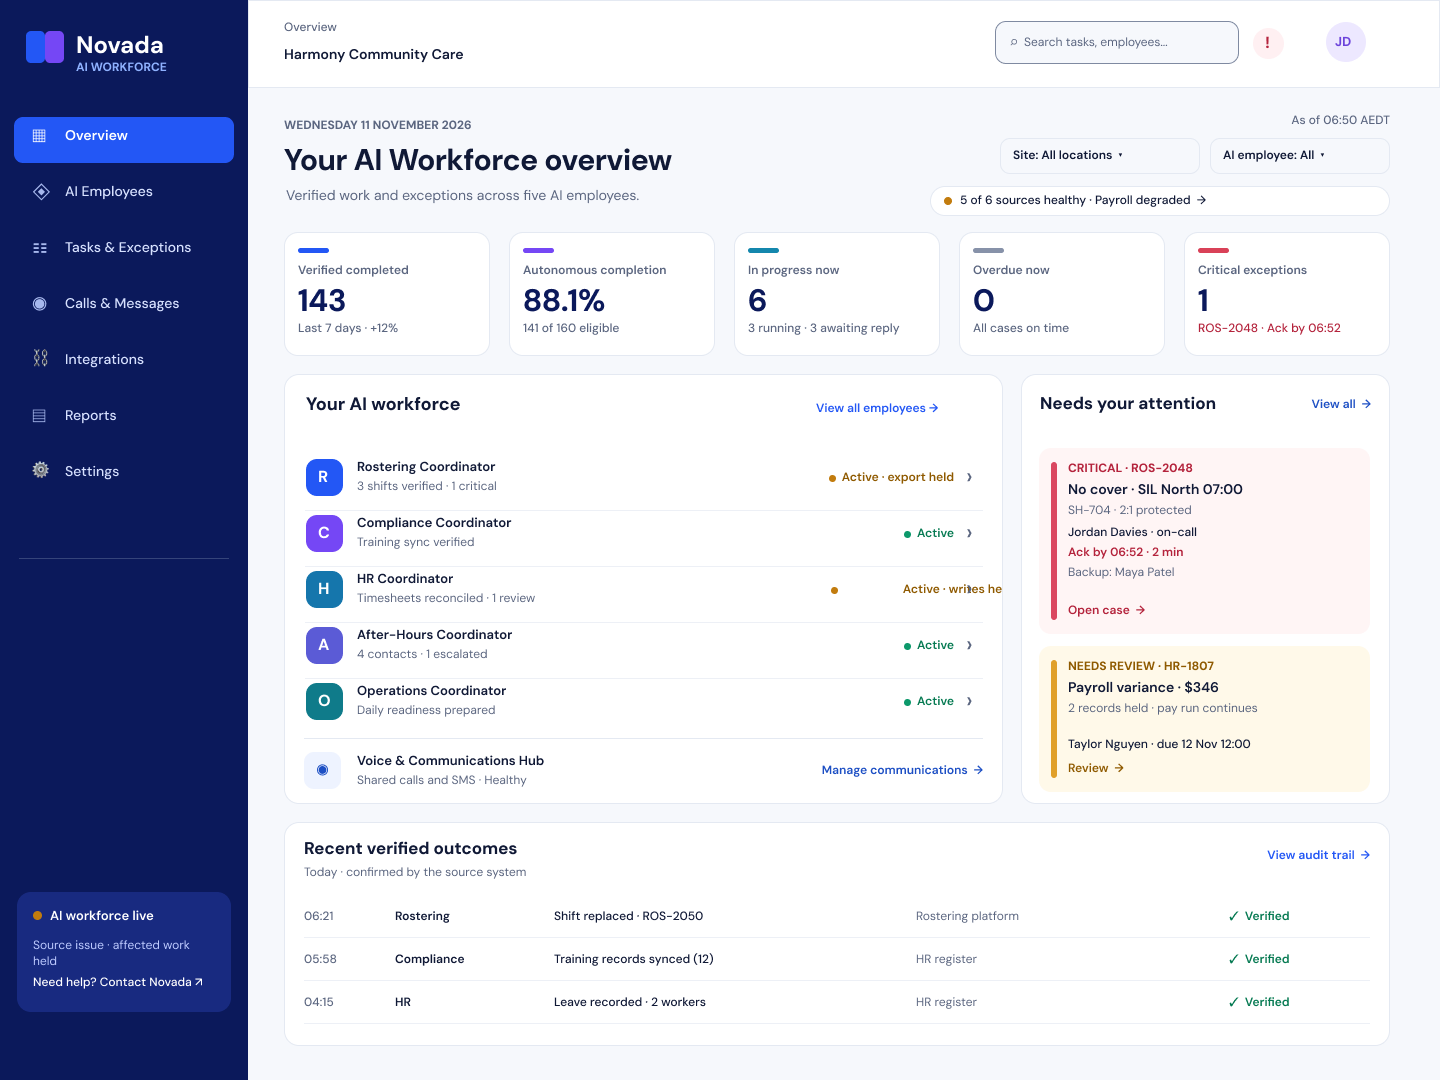 Novada
AI WORKFORCE
Overview
AI Employees
Tasks & Exceptions
Calls & Messages
Integrations
Reports
Settings
AI workforce live
Source issue · affected work
held
Need help? Contact Novada ↗
Overview
Harmony Community Care
Search tasks, employees...
!
JD
WEDNESDAY 11 NOVEMBER 2026
Your AI Workforce overview
Verified work and exceptions across five AI employees.
As of 06:50 AEDT
Site: All locations
AI employee: All
5 of 6 sources healthy · Payroll degraded →
Verified completed
143
Last 7 days · +12%
Autonomous completion
88.1%
141 of 160 eligible
In progress now
6
3 running · 3 awaiting reply
Overdue now
0
All cases on time
Critical exceptions
1
ROS-2048 · Ack by 06:52
Your AI workforce
View all employees →
R
Rostering Coordinator
3 shifts verified · 1 critical
Active · export held ›
C
Compliance Coordinator
Training sync verified
Active ›
H
HR Coordinator
Timesheets reconciled · 1 review
Active · writes he
A
After-Hours Coordinator
4 contacts · 1 escalated
Active ›
O
Operations Coordinator
Daily readiness prepared
Active ›
Voice & Communications Hub
Shared calls and SMS · Healthy
Manage communications →
Needs your attention
View all →
CRITICAL · ROS-2048
No cover · SIL North 07:00
SH-704 · 2:1 protected
Jordan Davies · on-call
Ack by 06:52 · 2 min
Backup: Maya Patel
Open case →
NEEDS REVIEW · HR-1807
Payroll variance · $346
2 records held · pay run continues
Taylor Nguyen · due 12 Nov 12:00
Review →
Recent verified outcomes
Today · confirmed by the source system
View audit trail →
06:21 Rostering Shift replaced · ROS-2050 Rostering platform ✓ Verified
05:58 Compliance Training records synced (12) HR register ✓ Verified
04:15 HR Leave recorded · 2 workers HR register ✓ Verified